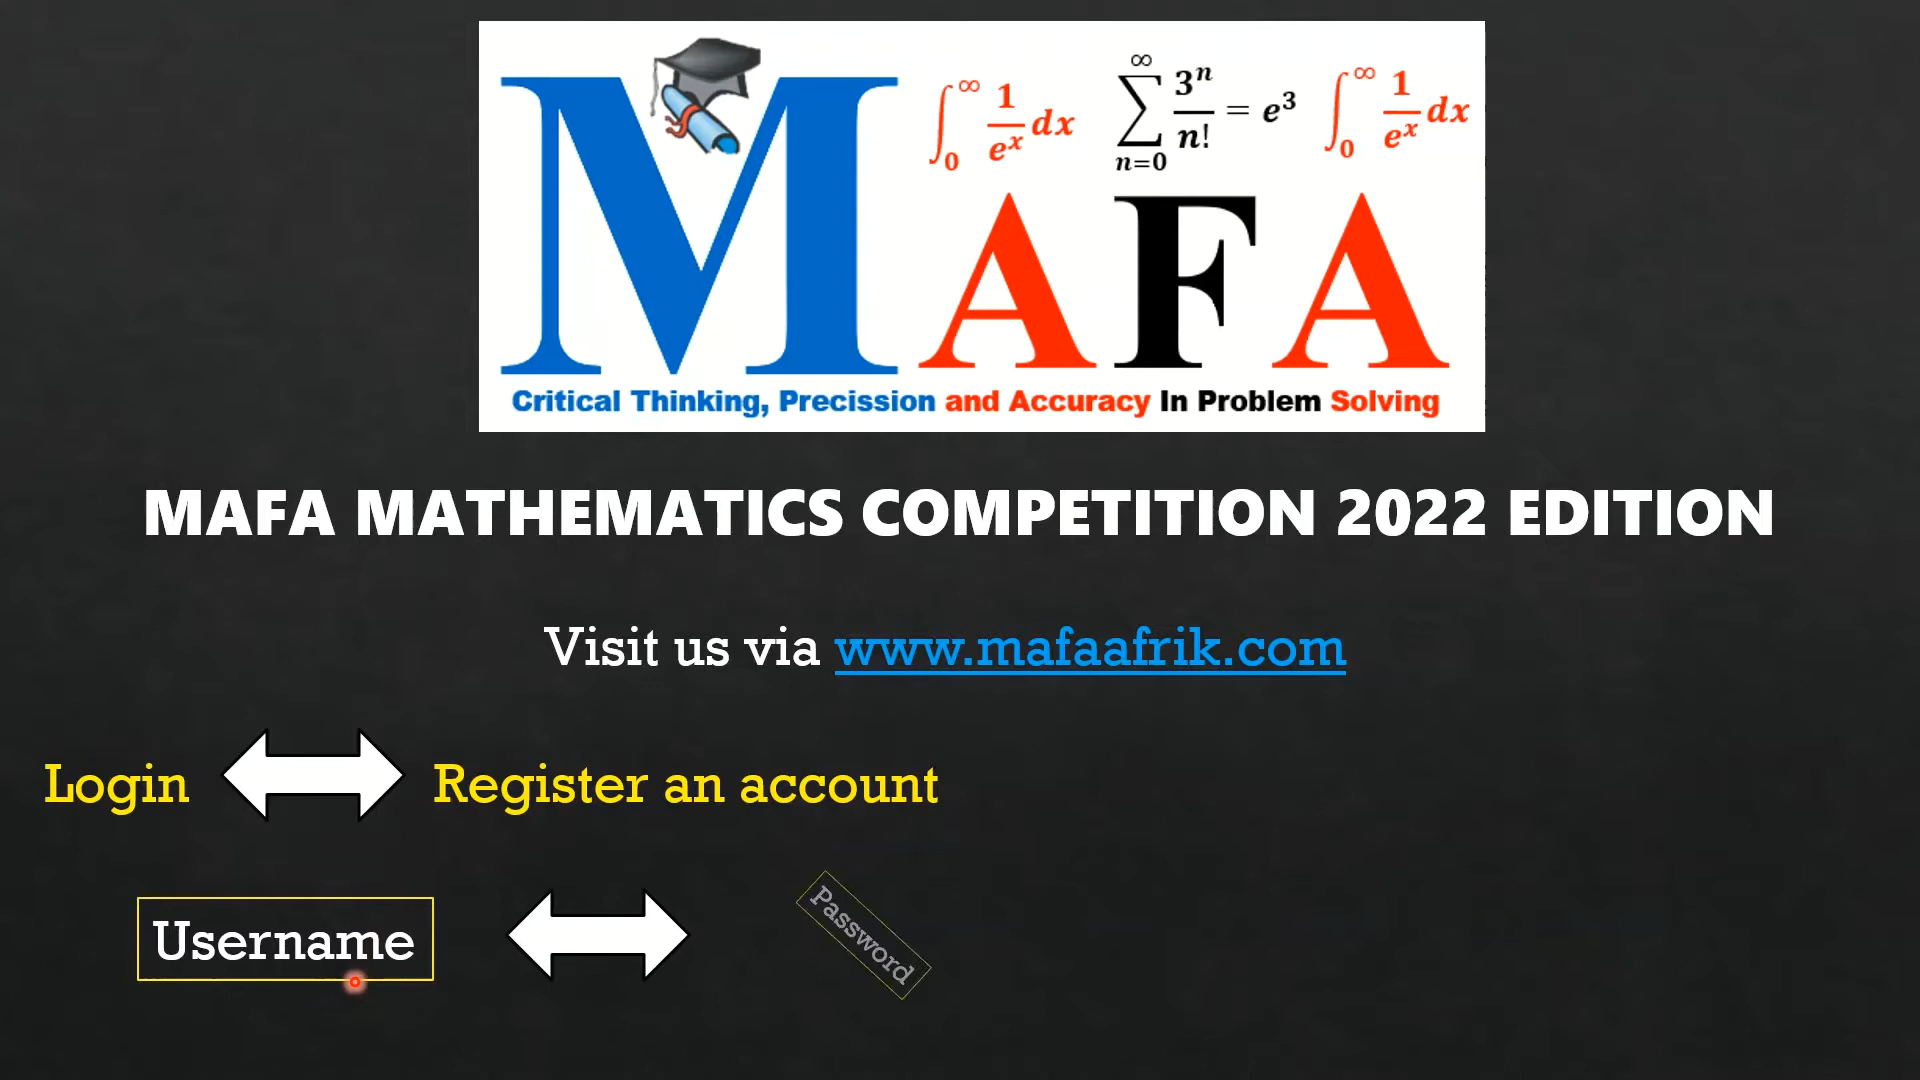 ∫₀^∞ 1/eˣ dx ∑_{n=0}^∞ 3ⁿ/n! = e³ ∫₀^∞ 1/eˣ dx
MAFA
Critical Thinking, Precission and Accuracy In Problem Solving
MAFA MATHEMATICS COMPETITION 2022 EDITION
Visit us via www.mafaafrik.com
Login Register an account
Username Password